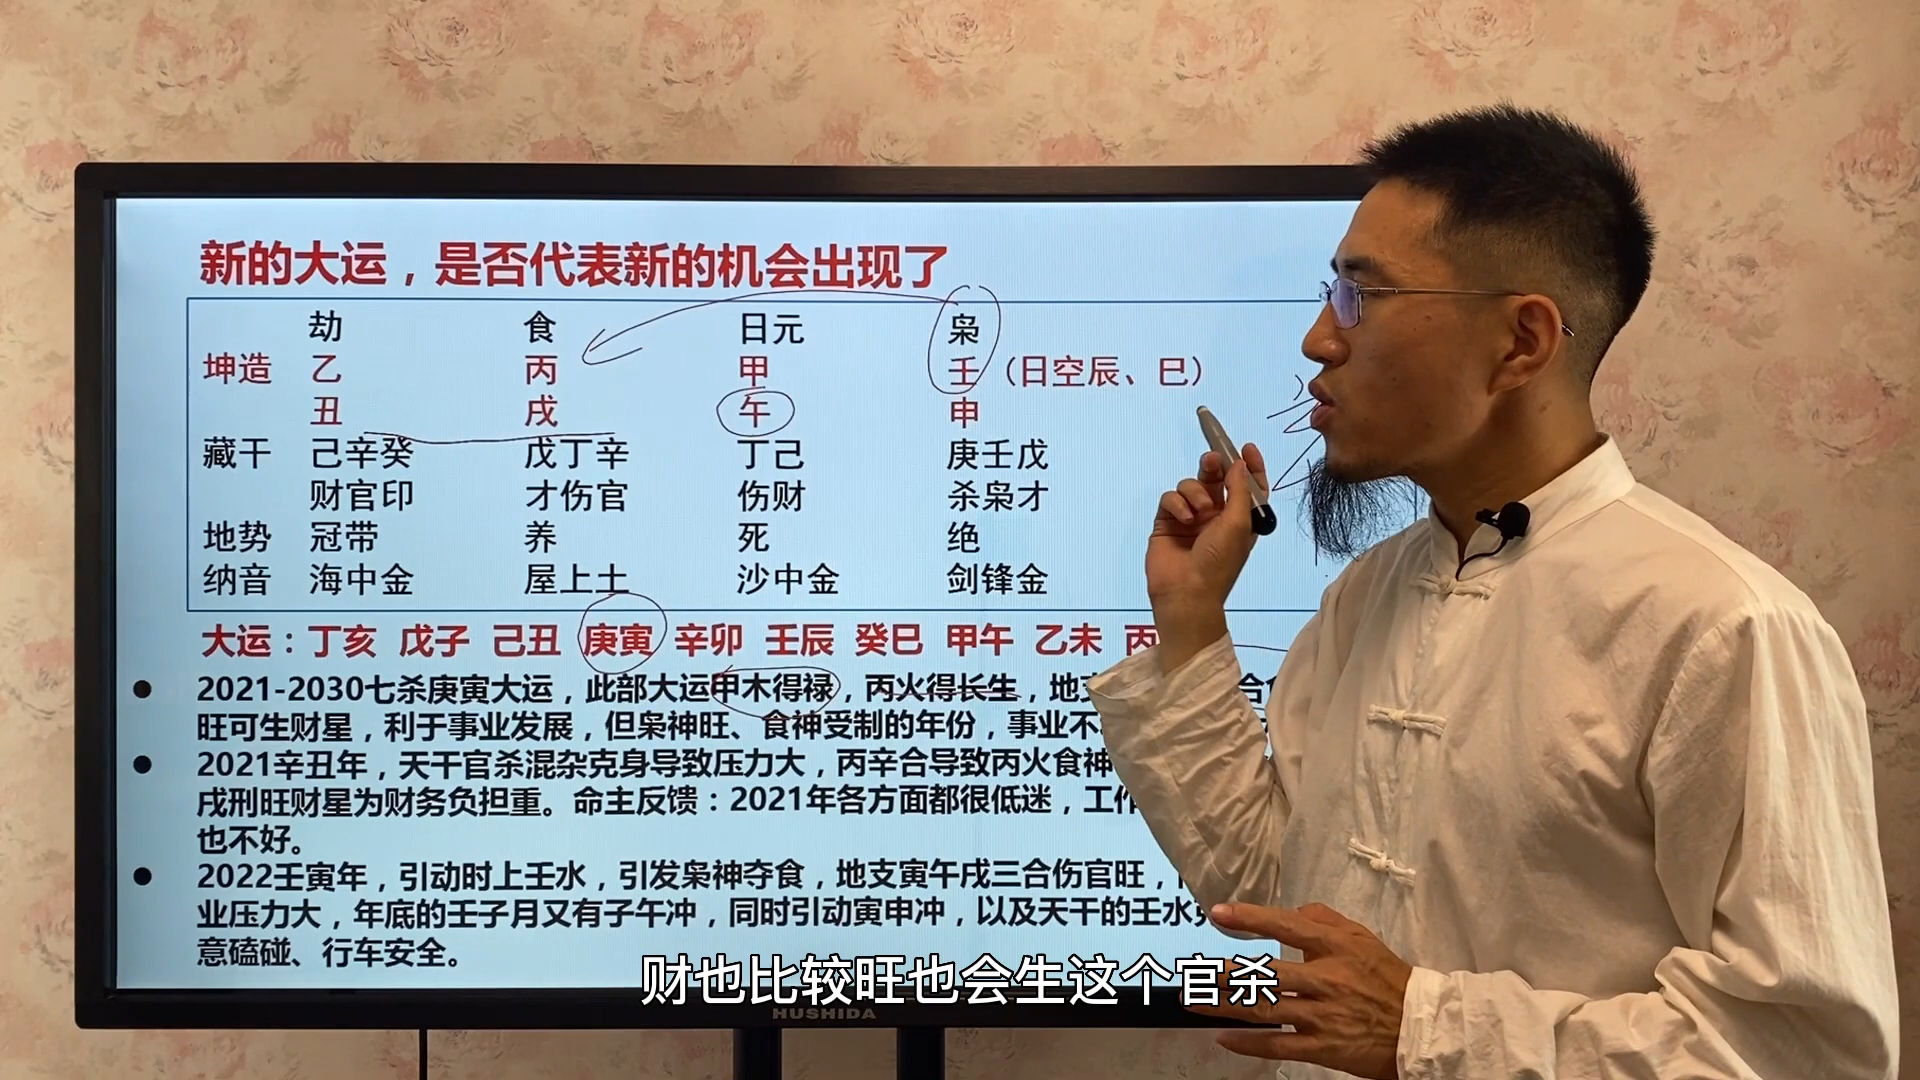 新的大运，是否代表新的机会出现了
劫 食 日元 枭
坤造 乙 丙 甲 壬（日空辰、巳）
丑 戌 午 申
藏干 己辛癸 戊丁辛 丁己 庚壬戊
财官印 才伤官 伤财 杀枭才
地势 冠带 养 死 绝
纳音 海中金 屋上土 沙中金 剑锋金
大运：丁亥 戊子 己丑 庚寅 辛卯 壬辰 癸巳 甲午 乙未 丙
2021-2030七杀庚寅大运，此部大运甲木得禄，丙火得长生，地支 合
旺可生财星，利于事业发展，但枭神旺、食神受制的年份，事业不
2021辛丑年，天干官杀混杂克身导致压力大，丙辛合导致丙火食神
戌刑旺财星为财务负担重。命主反馈：2021年各方面都很低迷，工作
也不好。
2022壬寅年，引动时上壬水，引发枭神夺食，地支寅午戌三合伤官旺，
业压力大，年底的壬子月又有子午冲，同时引动寅申冲，以及天干的壬水
意磕碰、行车安全。
财也比较旺也会生这个官杀
HUSHIDA